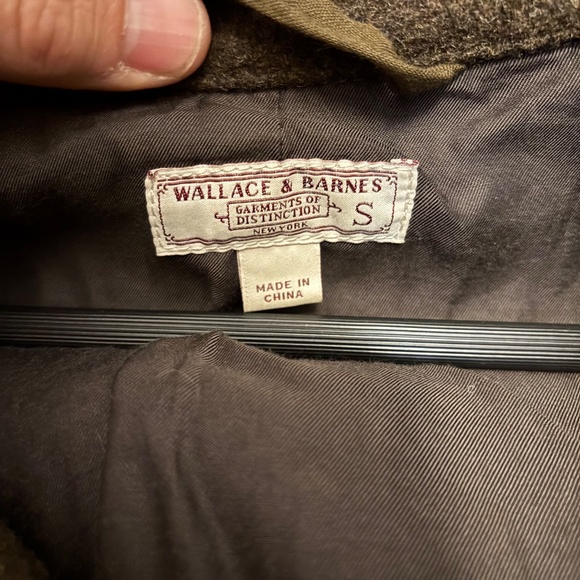 WALLACE & BARNES
GARMENTS OF
DISTINCTION
NEW YORK
S
MADE IN
CHINA